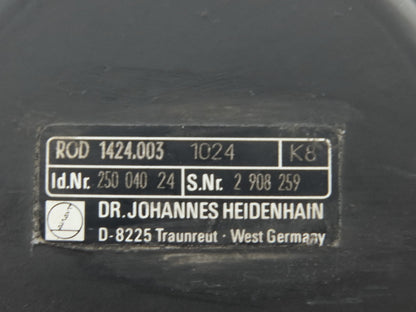 ROD 1424.003 1024 K8
Id.Nr. 250 040 24 S.Nr. 2 908 259
DR. JOHANNES HEIDENHAIN
D-8225 Traunreut · West Germany